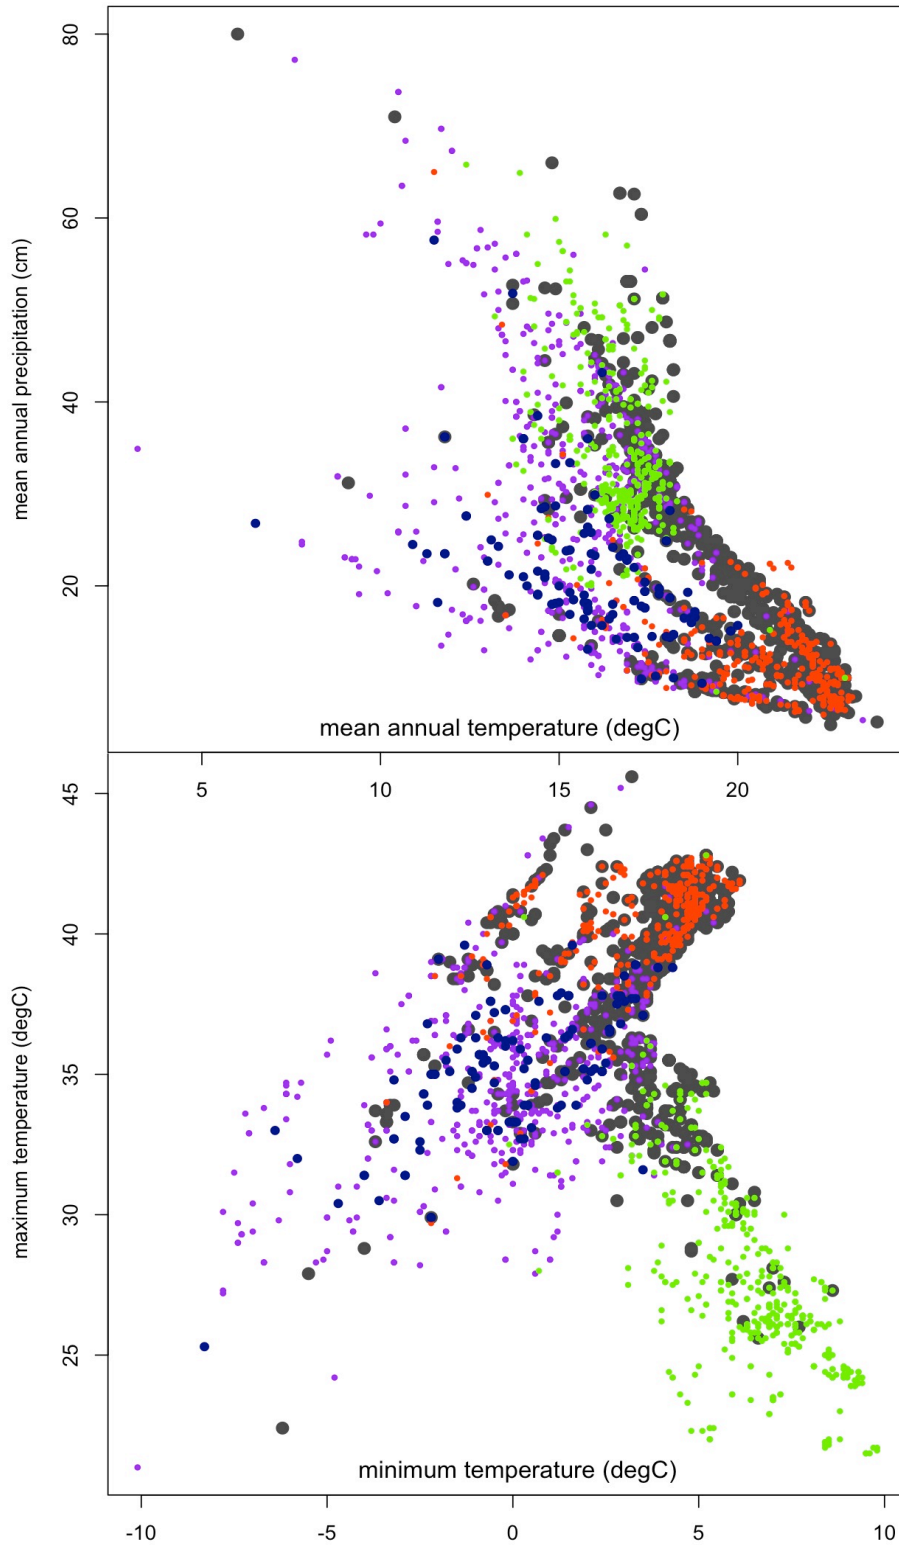 80
60
40
20
mean annual precipitation (cm)
mean annual temperature (degC)
5 10 15 20
45
40
35
30
25
maximum temperature (degC)
minimum temperature (degC)
-10 -5 0 5 10